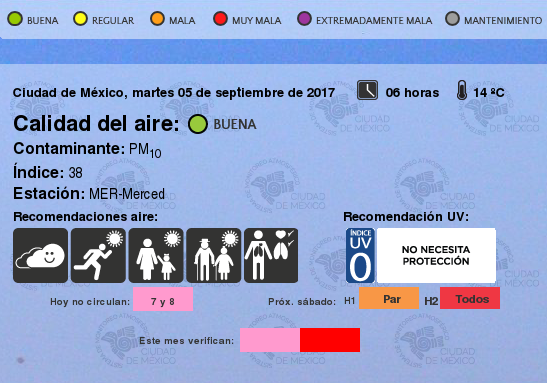 BUENA REGULAR MALA MUY MALA EXTREMADAMENTE MALA MANTENIMIENTO
Ciudad de México, martes 05 de septiembre de 2017 06 horas 14 ºC
Calidad del aire: BUENA
Contaminante: PM10
Índice: 38
Estación: MER-Merced
Recomendaciones aire: Recomendación UV:
ÍNDICE
UV
0
NO NECESITA
PROTECCIÓN
Hoy no circulan: 7 y 8 Próx. sábado: H1 Par H2 Todos
Este mes verifican:
CIUDAD
DE MÉXICO